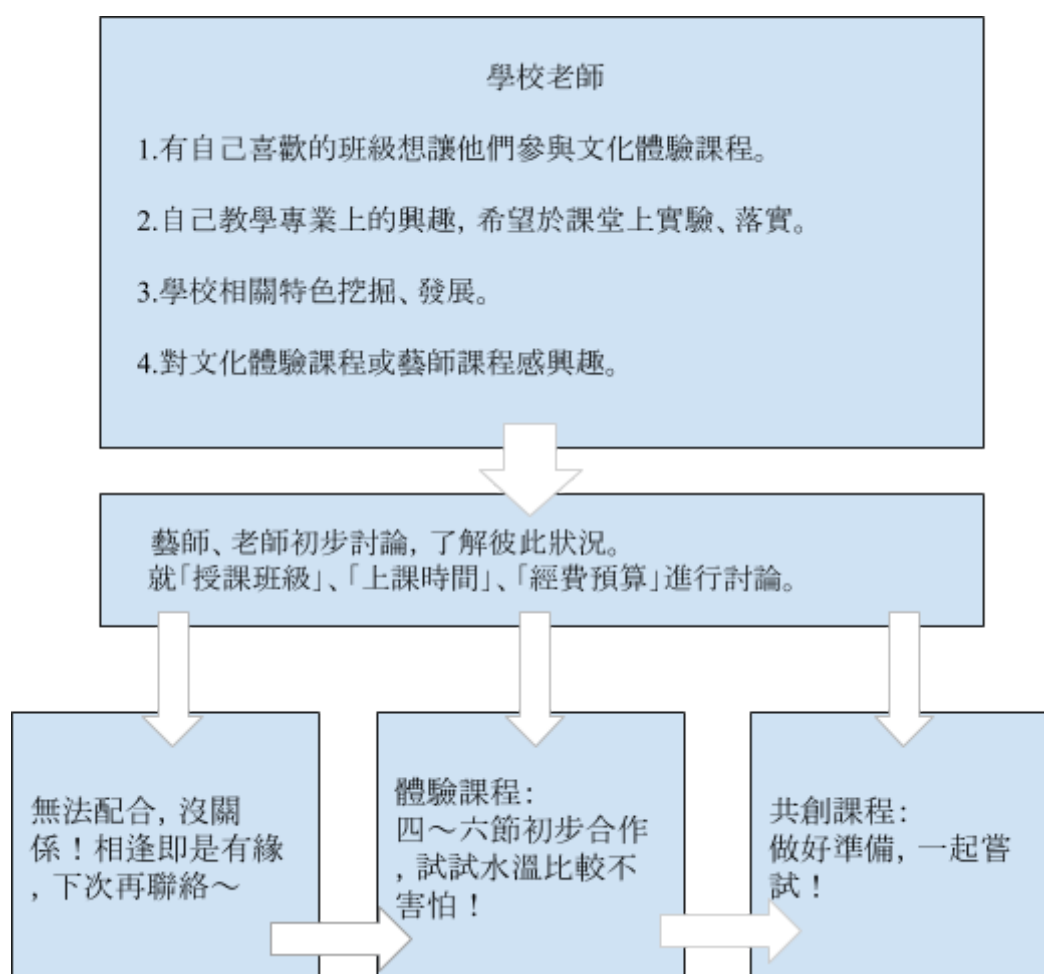 學校老師
1.有自己喜歡的班級想讓他們參與文化體驗課程。
2.自己教學專業上的興趣, 希望於課堂上實驗、落實。
3.學校相關特色挖掘、發展。
4.對文化體驗課程或藝師課程感興趣。
藝師、老師初步討論, 了解彼此狀況。
就「授課班級」、「上課時間」、「經費預算」進行討論。
無法配合, 沒關
係！相逢即是有緣
, 下次再聯絡～
體驗課程:
四～六節初步合作
, 試試水溫比較不
害怕！
共創課程:
做好準備, 一起嘗
試！